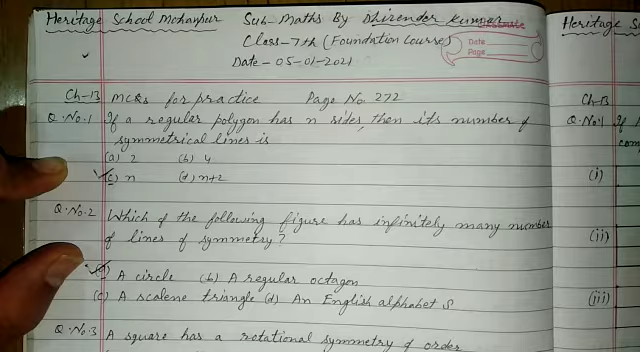 Heritage School Mohanpur Sub- Maths By Dhirender Kumar
Class-7th (Foundation Course)
Date
Page
Date- 05-01-2021
Ch-13 MCQs for practice Page No 272
Q.No.1 If a regular polygon has n sides, then its number of
symmetrical lines is
(a) 2 (b) 4
(c) n (d) n+2
Q.No.2 Which of the following figure has infinitely many number
of lines of symmetry?
(a) A circle (b) A regular octagon
(c) A scalene triangle (d) An English alphabet S
Q.No.3 A square has a rotational symmetry of order
Heritage
Ch-13
Q.No.1
(i)
(ii)
(iii)